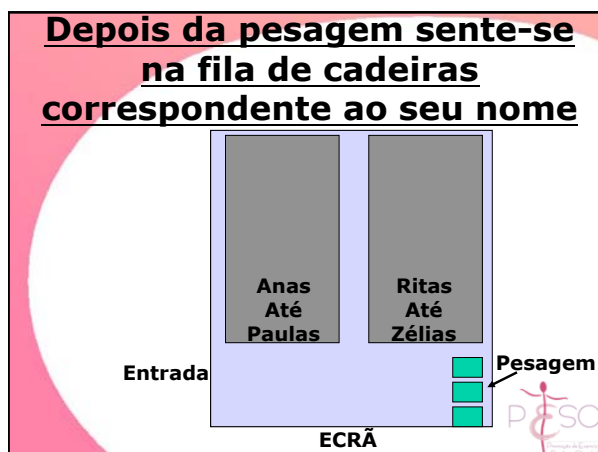 Depois da pesagem sente-se
na fila de cadeiras
correspondente ao seu nome
Anas
Até
Paulas
Ritas
Até
Zélias
Entrada
Pesagem
ECRÃ